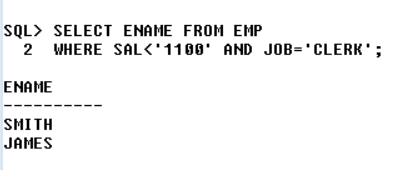 SQL> SELECT ENAME FROM EMP
  2  WHERE SAL<'1100' AND JOB='CLERK';
ENAME
----------
SMITH
JAMES